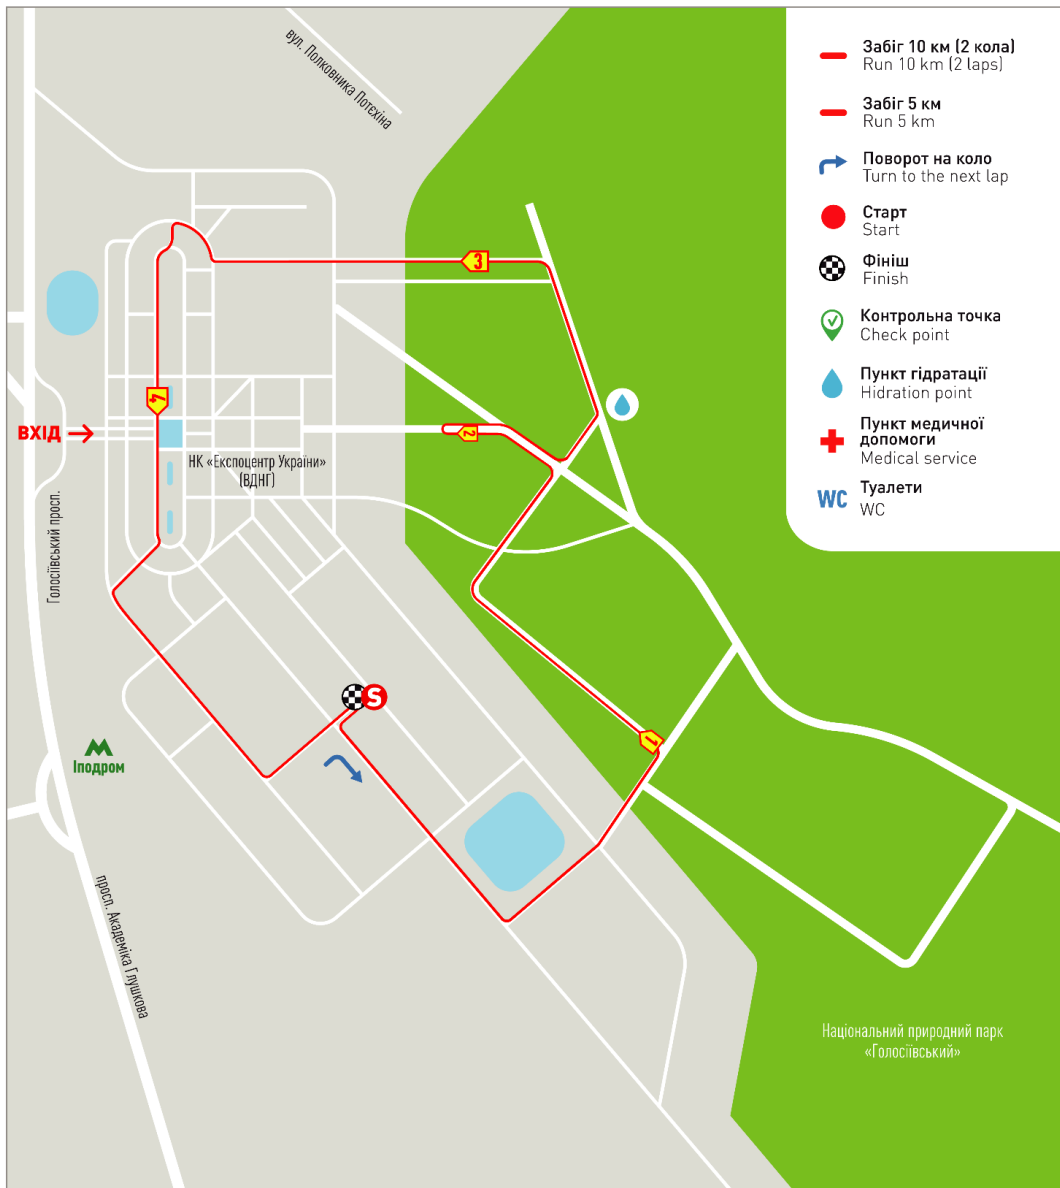 вул. Полковника Потєхіна
Забіг 10 км (2 кола)
Run 10 km (2 laps)
Забіг 5 км
Run 5 km
Поворот на коло
Turn to the next lap
Старт
Start
Фініш
Finish
Контрольна точка
Check point
Пункт гідратації
Hidration point
Пункт медичної
допомоги
Medical service
WC
Туалети
WC
3
4
2
ВХІД
НК «Експоцентр України»
(ВДНГ)
Голосіївський просп.
S
1
Іподром
просп. Академіка Глушкова
Національний природний парк
«Голосіївський»